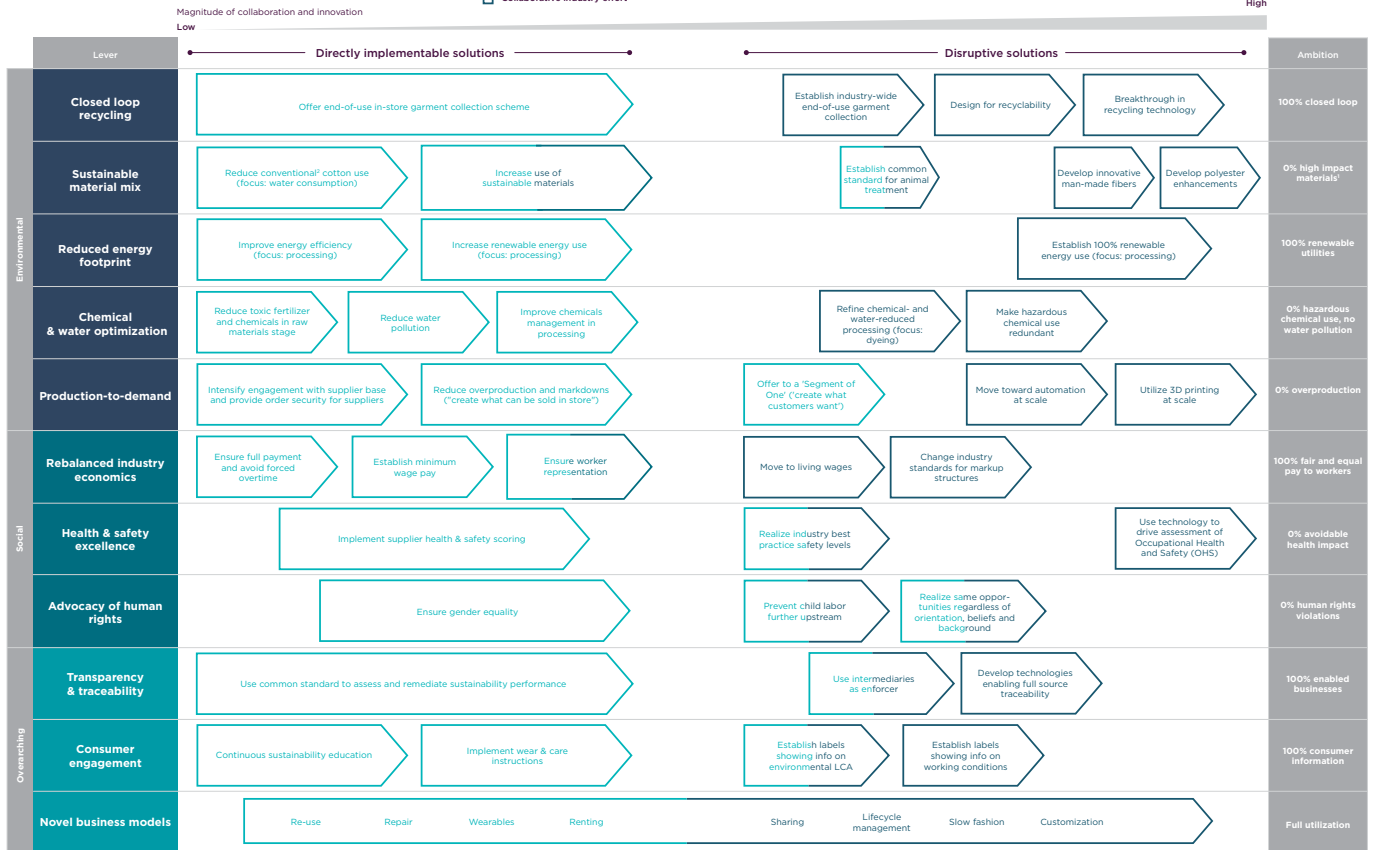 Collaborative industry effort
Magnitude of collaboration and innovation
Low
High
Lever
Directly implementable solutions
Disruptive solutions
Ambition
Environmental
Closed loop
recycling
Offer end-of-use in-store garment collection scheme
Establish industry-wide
end-of-use garment
collection
Design for recyclability
Breakthrough in
recycling technology
100% closed loop
Sustainable
material mix
Reduce conventional² cotton use
(focus: water consumption)
Increase use of
sustainable materials
Establish common
standard for animal
treatment
Develop innovative
man-made fibers
Develop polyester
enhancements
0% high impact
materials¹
Reduced energy
footprint
Improve energy efficiency
(focus: processing)
Increase renewable energy use
(focus: processing)
Establish 100% renewable
energy use (focus: processing)
100% renewable
utilities
Chemical
& water optimization
Reduce toxic fertilizer
and chemicals in raw
materials stage
Reduce water
pollution
Improve chemicals
management in
processing
Refine chemical- and
water-reduced
processing (focus:
dyeing)
Make hazardous
chemical use
redundant
0% hazardous
chemical use, no
water pollution
Production-to-demand
Intensify engagement with supplier base
and provide order security for suppliers
Reduce overproduction and markdowns
("create what can be sold in store")
Offer to a 'Segment of
One' ('create what
customers want')
Move toward automation
at scale
Utilize 3D printing
at scale
0% overproduction
Social
Rebalanced industry
economics
Ensure full payment
and avoid forced
overtime
Establish minimum
wage pay
Ensure worker
representation
Move to living wages
Change industry
standards for markup
structures
100% fair and equal
pay to workers
Health & safety
excellence
Implement supplier health & safety scoring
Realize industry best
practice safety levels
Use technology to
drive assessment of
Occupational Health
and Safety (OHS)
0% avoidable
health impact
Advocacy of human
rights
Ensure gender equality
Prevent child labor
further upstream
Realize same oppor-
tunities regardless of
orientation, beliefs and
background
0% human rights
violations
Overarching
Transparency
& traceability
Use common standard to assess and remediate sustainability performance
Use intermediaries
as enforcer
Develop technologies
enabling full source
traceability
100% enabled
businesses
Consumer
engagement
Continuous sustainability education
Implement wear & care
instructions
Establish labels
showing info on
environmental LCA
Establish labels
showing info on
working conditions
100% consumer
information
Novel business models
Re-use
Repair
Wearables
Renting
Sharing
Lifecycle
management
Slow fashion
Customization
Full utilization